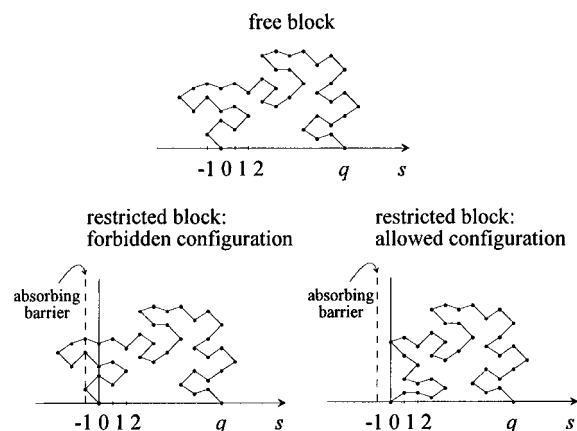 free block
-1 0 1 2 q s
restricted block:
forbidden configuration
absorbing
barrier
-1 0 1 2 q s
restricted block:
allowed configuration
absorbing
barrier
-1 0 1 2 q s